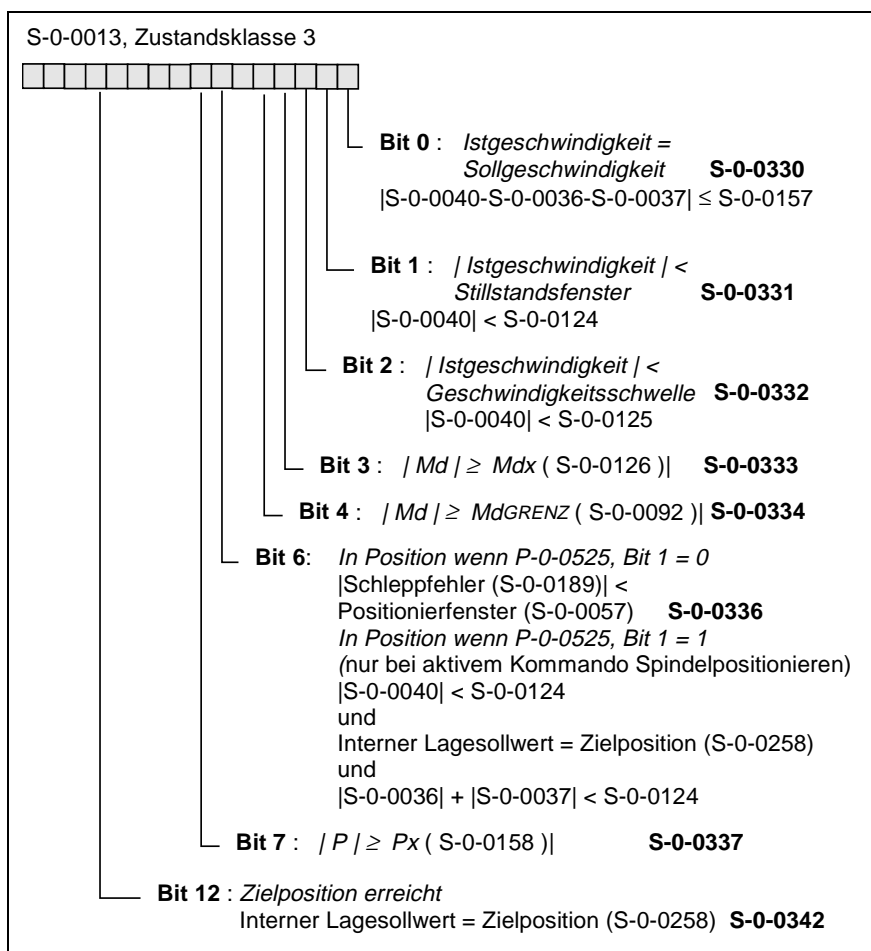 S-0-0013, Zustandsklasse 3
Bit 0 : Istgeschwindigkeit =
Sollgeschwindigkeit S-0-0330
|S-0-0040-S-0-0036-S-0-0037| ≤ S-0-0157
Bit 1 : | Istgeschwindigkeit | <
Stillstandsfenster S-0-0331
|S-0-0040| < S-0-0124
Bit 2 : | Istgeschwindigkeit | <
Geschwindigkeitsschwelle S-0-0332
|S-0-0040| < S-0-0125
Bit 3 : | Md | ≥ Mdx ( S-0-0126 )| S-0-0333
Bit 4 : | Md | ≥ MdGRENZ ( S-0-0092 )| S-0-0334
Bit 6: In Position wenn P-0-0525, Bit 1 = 0
|Schleppfehler (S-0-0189)| <
Positionierfenster (S-0-0057) S-0-0336
In Position wenn P-0-0525, Bit 1 = 1
(nur bei aktivem Kommando Spindelpositionieren)
|S-0-0040| < S-0-0124
und
Interner Lagesollwert = Zielposition (S-0-0258)
und
|S-0-0036| + |S-0-0037| < S-0-0124
Bit 7 : | P | ≥ Px ( S-0-0158 )| S-0-0337
Bit 12 : Zielposition erreicht
Interner Lagesollwert = Zielposition (S-0-0258) S-0-0342